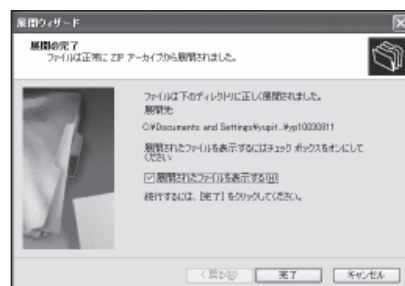 展開ウィザード
展開の完了
ファイルは正常に ZIP アーカイブから展開されました。
ファイルは下のディレクトリに正しく展開されました。
展開先
C:¥Documents and Settings¥yupit...¥yp10030811
展開されたファイルを表示するにはチェック ボックスをオンにして
ください:
展開されたファイルを表示する(H)
続行するには、[完了] をクリックしてください。
< 戻る(B)
完了
キャンセル